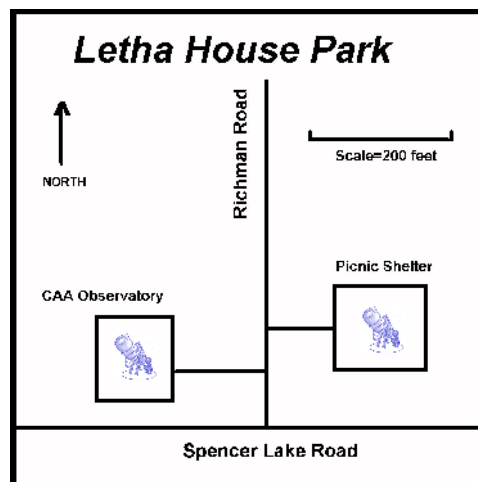 Letha House Park
NORTH
Richman Road
Scale=200 feet
CAA Observatory
Picnic Shelter
Spencer Lake Road